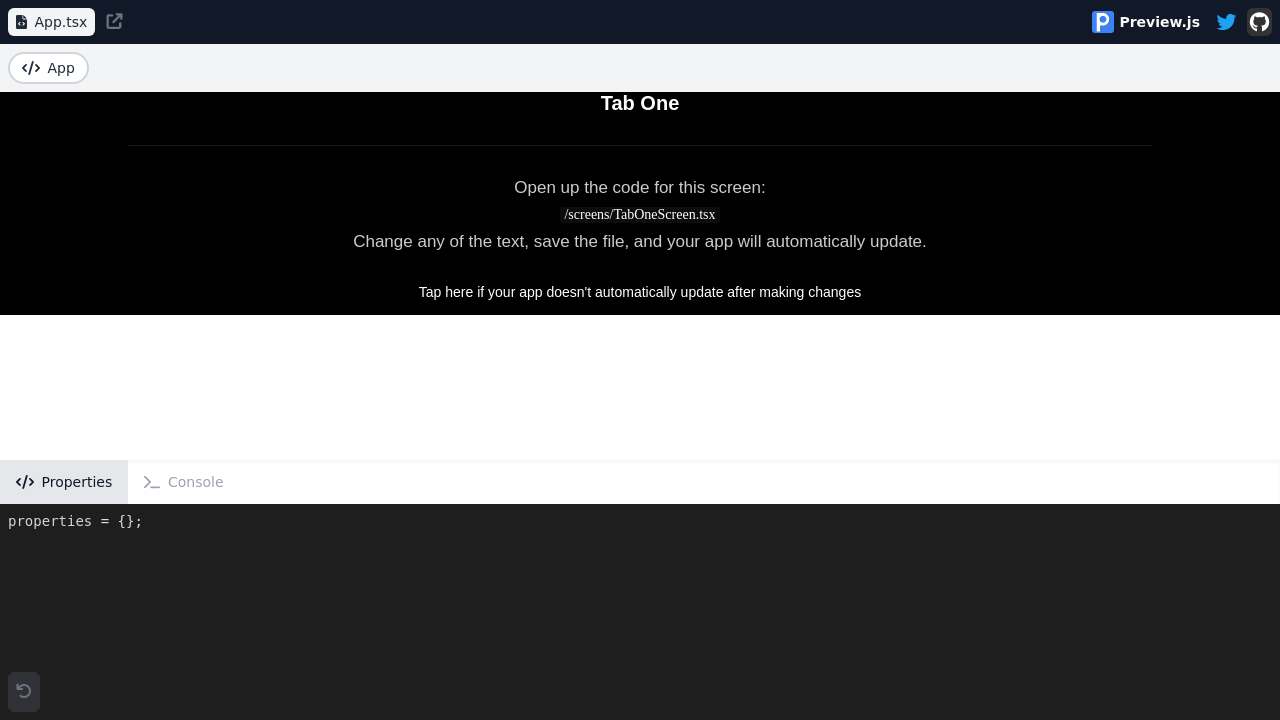 App.tsx
Preview.js
App
Tab One
Open up the code for this screen:
/screens/TabOneScreen.tsx
Change any of the text, save the file, and your app will automatically update.
Tap here if your app doesn't automatically update after making changes
Properties
Console
properties = {};